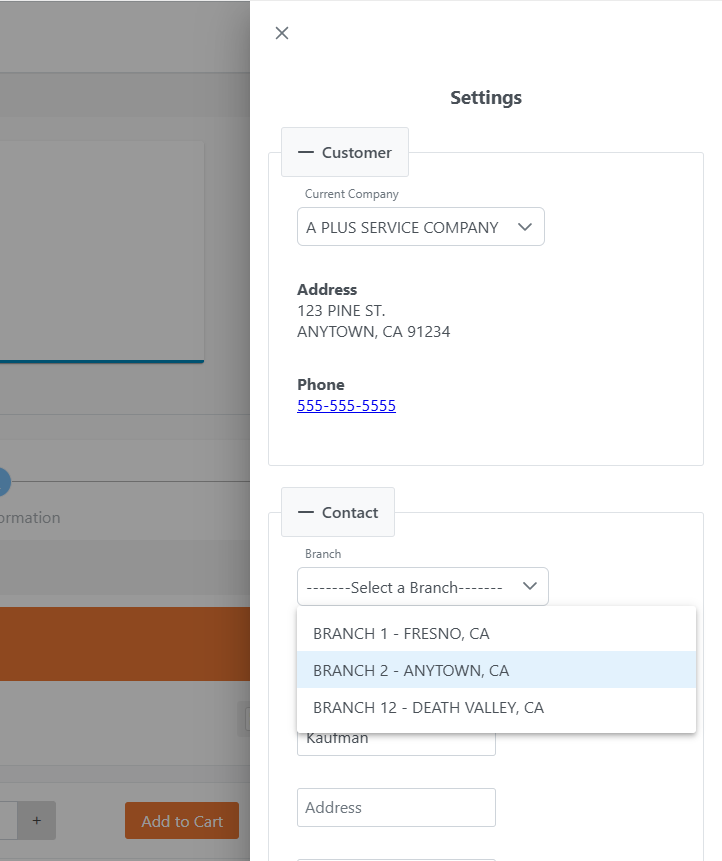 Settings
Customer
Current Company
A PLUS SERVICE COMPANY
Address
123 PINE ST.
ANYTOWN, CA 91234
Phone
555-555-5555
Contact
Branch
-------Select a Branch-------
BRANCH 1 - FRESNO, CA
BRANCH 2 - ANYTOWN, CA
BRANCH 12 - DEATH VALLEY, CA
Kaufman
Address
ormation
+
Add to Cart